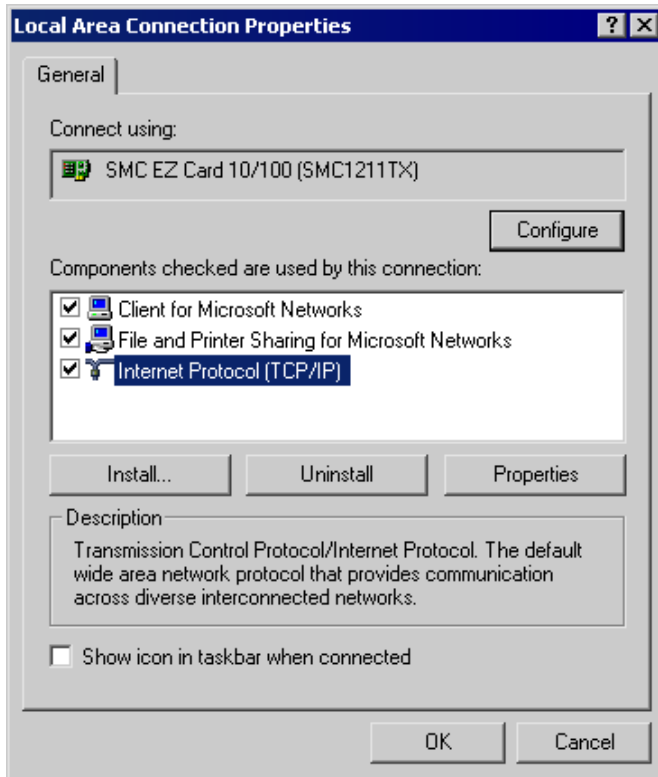 Local Area Connection Properties
General
Connect using:
SMC EZ Card 10/100 (SMC1211TX)
Configure
Components checked are used by this connection:
Client for Microsoft Networks
File and Printer Sharing for Microsoft Networks
Internet Protocol (TCP/IP)
Install... Uninstall Properties
Description
Transmission Control Protocol/Internet Protocol. The default
wide area network protocol that provides communication
across diverse interconnected networks.
Show icon in taskbar when connected
OK Cancel